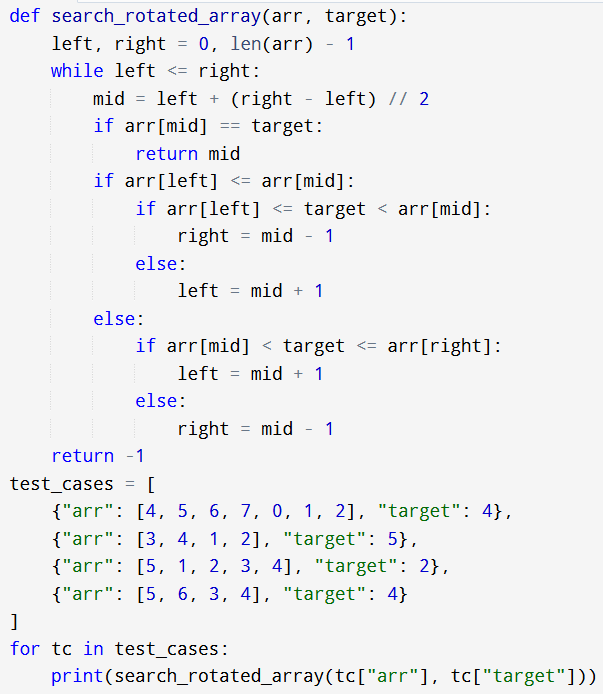 def search_rotated_array(arr, target):
    left, right = 0, len(arr) - 1
    while left <= right:
        mid = left + (right - left) // 2
        if arr[mid] == target:
            return mid
        if arr[left] <= arr[mid]:
            if arr[left] <= target < arr[mid]:
                right = mid - 1
            else:
                left = mid + 1
        else:
            if arr[mid] < target <= arr[right]:
                left = mid + 1
            else:
                right = mid - 1
    return -1
test_cases = [
    {"arr": [4, 5, 6, 7, 0, 1, 2], "target": 4},
    {"arr": [3, 4, 1, 2], "target": 5},
    {"arr": [5, 1, 2, 3, 4], "target": 2},
    {"arr": [5, 6, 3, 4], "target": 4}
]
for tc in test_cases:
    print(search_rotated_array(tc["arr"], tc["target"]))